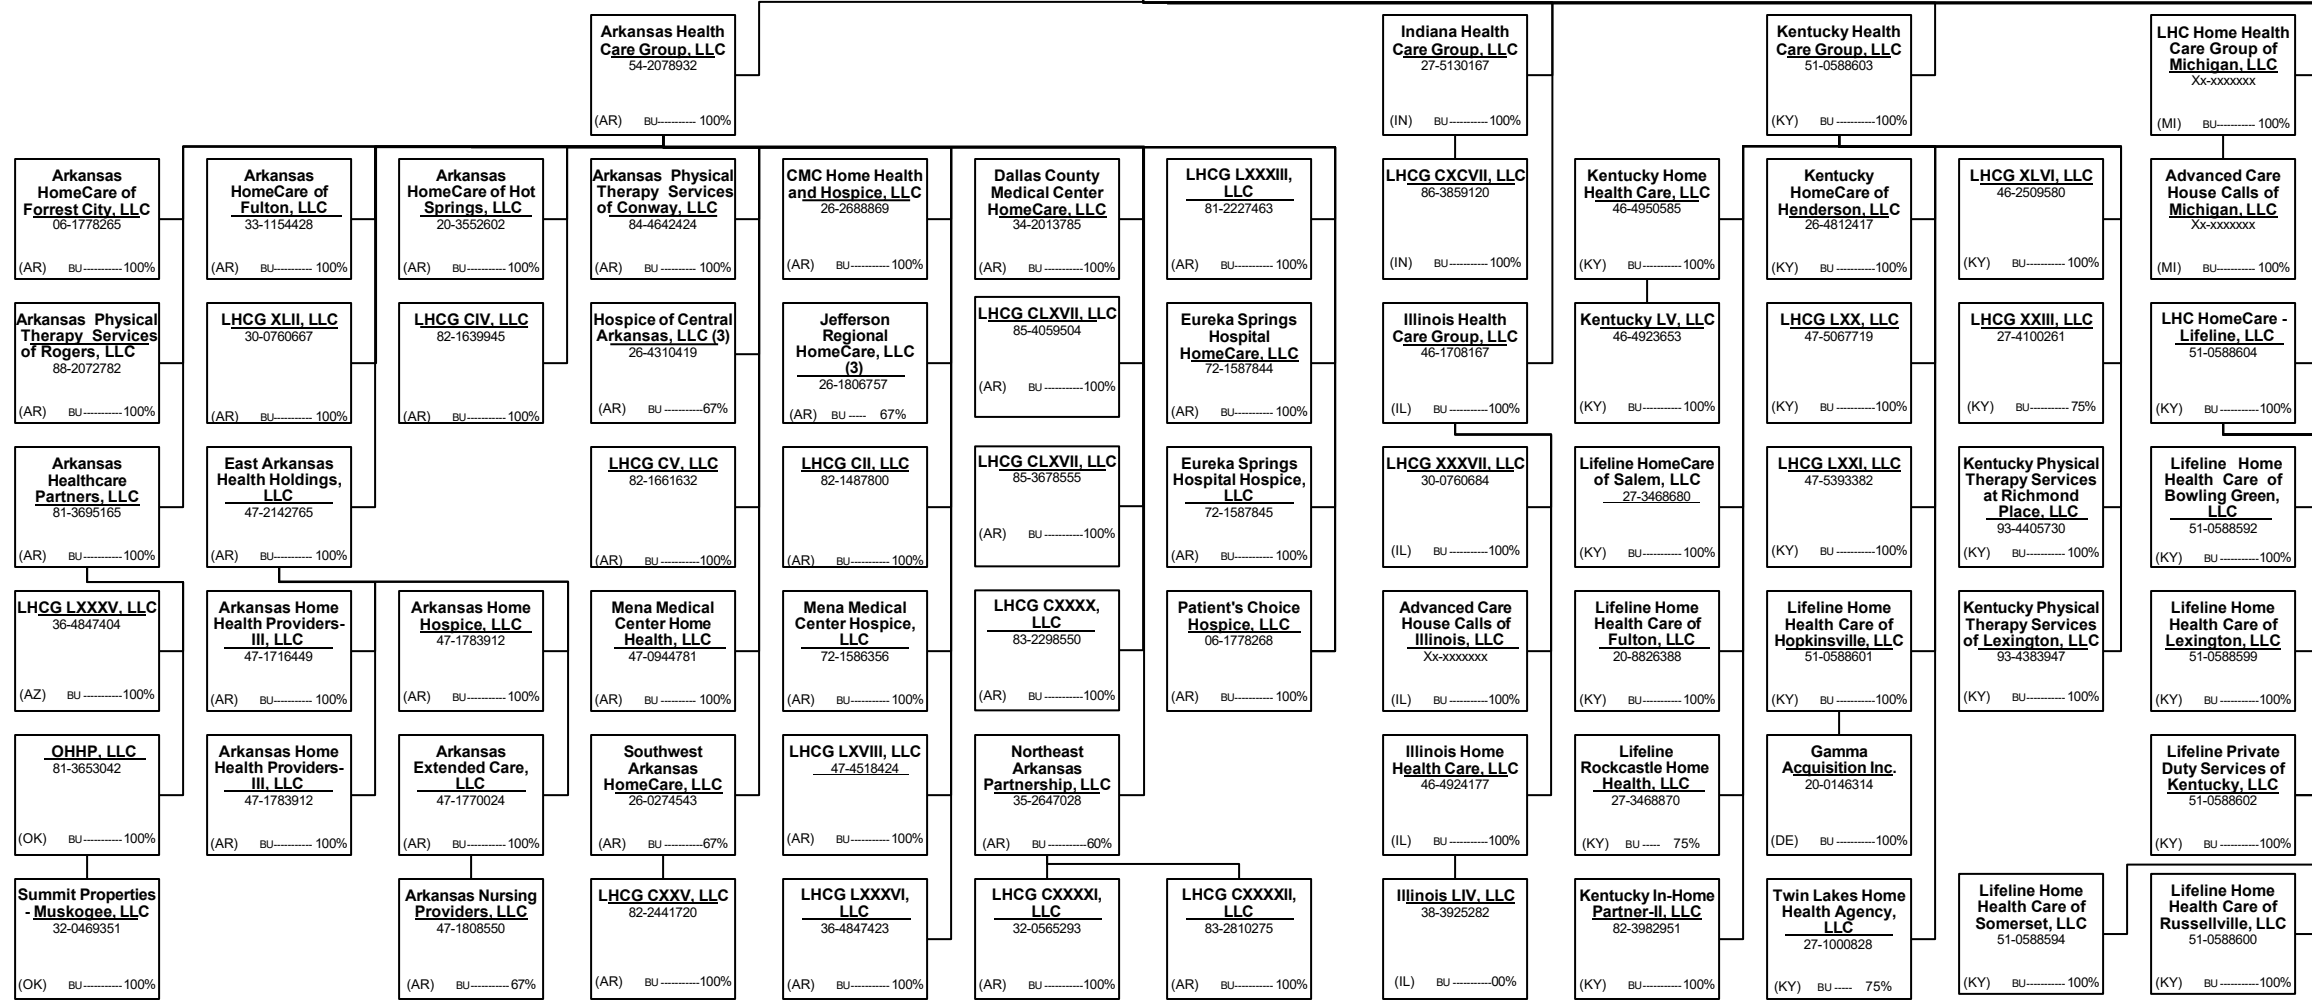 Arkansas Health
Care Group, LLC
54-2078932
(AR) BU----------- 100%
Indiana Health
Care Group, LLC
27-5130167
(IN) BU----------- 100%
Kentucky Health
Care Group, LLC
51-0588603
(KY) BU -----------100%
LHC Home Health
Care Group of
Michigan, LLC
Xx-xxxxxxx
(MI) BU----------- 100%
Arkansas
HomeCare of
Forrest City, LLC
06-1778265
(AR) BU-----------100%
Arkansas
HomeCare of
Fulton, LLC
33-1154428
(AR) BU----------- 100%
Arkansas
HomeCare of Hot
Springs, LLC
20-3552602
(AR) BU-----------100%
Arkansas Physical
Therapy Services
of Conway, LLC
84-4642424
(AR) BU----------- 100%
CMC Home Health
and Hospice, LLC
26-2688869
(AR) BU----------- 100%
Dallas County
Medical Center
HomeCare, LLC
34-2013785
(AR) BU----------- 100%
LHCG LXXXIII,
LLC
81-2227463
(AR) BU----------- 100%
LHCG CXCVII, LLC
86-3859120
(IN) BU----------- 100%
Kentucky Home
Health Care, LLC
46-4950585
(KY) BU----------- 100%
Kentucky
HomeCare of
Henderson, LLC
26-4812417
(KY) BU----------- 100%
LHCG XLVI, LLC
46-2509580
(KY) BU----------- 100%
Advanced Care
House Calls of
Michigan, LLC
Xx-xxxxxxx
(MI) BU----------- 100%
Arkansas Physical
Therapy Services
of Rogers, LLC
88-2072782
(AR) BU-----------100%
LHCG XLII, LLC
30-0760667
(AR) BU----------- 100%
LHCG CIV, LLC
82-1639945
(AR) BU-----------100%
Hospice of Central
Arkansas, LLC (3)
26-4310419
(AR) BU -----------67%
Jefferson
Regional
HomeCare, LLC
(3)
26-1806757
(AR) BU ----- 67%
LHCG CLXVII, LLC
85-4059504
(AR) BU -----------100%
Eureka Springs
Hospital
HomeCare, LLC
72-1587844
(AR) BU----------- 100%
Illinois Health
Care Group, LLC
46-1708167
(IL) BU -----------100%
Kentucky LV, LLC
46-4923653
(KY) BU----------- 100%
LHCG LXX, LLC
47-5067719
(KY) BU -----------100%
LHCG XXIII, LLC
27-4100261
(KY) BU----------- 75%
LHC HomeCare -
Lifeline, LLC
51-0588604
(KY) BU -----------100%
Arkansas
Healthcare
Partners, LLC
81-3695165
(AR) BU-----------100%
East Arkansas
Health Holdings,
LLC
47-2142765
(AR) BU----------- 100%
LHCG CV, LLC
82-1661632
(AR) BU -----------100%
LHCG CII, LLC
82-1487800
(AR) BU----------- 100%
LHCG CLXVII, LLC
85-3678555
(AR) BU -----------100%
Eureka Springs
Hospital Hospice,
LLC
72-1587845
(AR) BU----------- 100%
LHCG XXXVII, LLC
30-0760684
(IL) BU -----------100%
Lifeline HomeCare
of Salem, LLC
27-3468680
(KY) BU-----------100%
LHCG LXXI, LLC
47-5393382
(KY) BU -----------100%
Kentucky Physical
Therapy Services
at Richmond
Place, LLC
93-4405730
(KY) BU----------- 100%
Lifeline Home
Health Care of
Bowling Green,
LLC
51-0588592
(KY) BU -----------100%
LHCG LXXXV, LLC
36-4847404
(AZ) BU -----------100%
Arkansas Home
Health Providers-
III, LLC
47-1716449
(AR) BU----------- 100%
Arkansas Home
Hospice, LLC
47-1783912
(AR) BU-----------100%
Mena Medical
Center Home
Health, LLC
47-0944781
(AR) BU -----------100%
Mena Medical
Center Hospice,
LLC
72-1586356
(AR) BU----------- 100%
LHCG CXXXX,
LLC
83-2298550
(AR) BU -----------100%
Patient's Choice
Hospice, LLC
06-1778268
(AR) BU----------- 100%
Advanced Care
House Calls of
Illinois, LLC
Xx-xxxxxxx
(IL) BU -----------100%
Lifeline Home
Health Care of
Fulton, LLC
20-8826388
(KY) BU----------- 100%
Lifeline Home
Health Care of
Hopkinsville, LLC
51-0588601
(KY) BU -----------100%
Kentucky Physical
Therapy Services
of Lexington, LLC
93-4383947
(KY) BU----------- 100%
Lifeline Home
Health Care of
Lexington, LLC
51-0588599
(KY) BU -----------100%
OHHP, LLC
81-3653042
(OK) BU-----------100%
Arkansas Home
Health Providers-
III, LLC
47-1783912
(AR) BU----------- 100%
Arkansas
Extended Care,
LLC
47-1770024
(AR) BU-----------100%
Southwest
Arkansas
HomeCare, LLC
26-0274543
(AR) BU -----------67%
LHCG LXVIII, LLC
47-4518424
(AR) BU----------- 100%
Northeast
Arkansas
Partnership, LLC
35-2647028
(AR) BU -----------60%
Illinois Home
Health Care, LLC
46-4924177
(IL) BU -----------100%
Lifeline
Rockcastle Home
Health, LLC
27-3468870
(KY) BU ----- 75%
Gamma
Acquisition Inc.
20-0146314
(DE) BU -----------100%
Lifeline Private
Duty Services of
Kentucky, LLC
51-0588602
(KY) BU -----------100%
Summit Properties
- Muskogee, LLC
32-0469351
(OK) BU-----------100%
Arkansas Nursing
Providers, LLC
47-1808550
(AR) BU-----------67%
LHCG CXXV, LLC
82-2441720
(AR) BU -----------100%
LHCG LXXXVI,
LLC
36-4847423
(AR) BU-----------100%
LHCG CXXXXI,
LLC
32-0565293
(AR) BU -----------100%
LHCG CXXXXII,
LLC
83-2810275
(AR) BU -----------100%
Illinois LIV, LLC
38-3925282
(IL) BU -----------00%
Kentucky In-Home
Partner-II, LLC
82-3982951
(KY) BU-----------100%
Twin Lakes Home
Health Agency,
LLC
27-1000828
(KY) BU ----- 75%
Lifeline Home
Health Care of
Somerset, LLC
51-0588594
(KY) BU----------- 100%
Lifeline Home
Health Care of
Russellville, LLC
51-0588600
(KY) BU----------- 100%